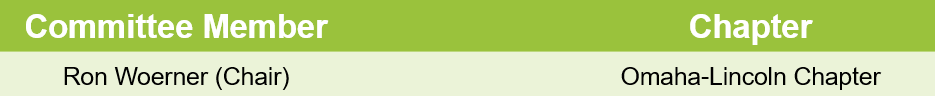 Committee Member Chapter
Ron Woerner (Chair) Omaha-Lincoln Chapter